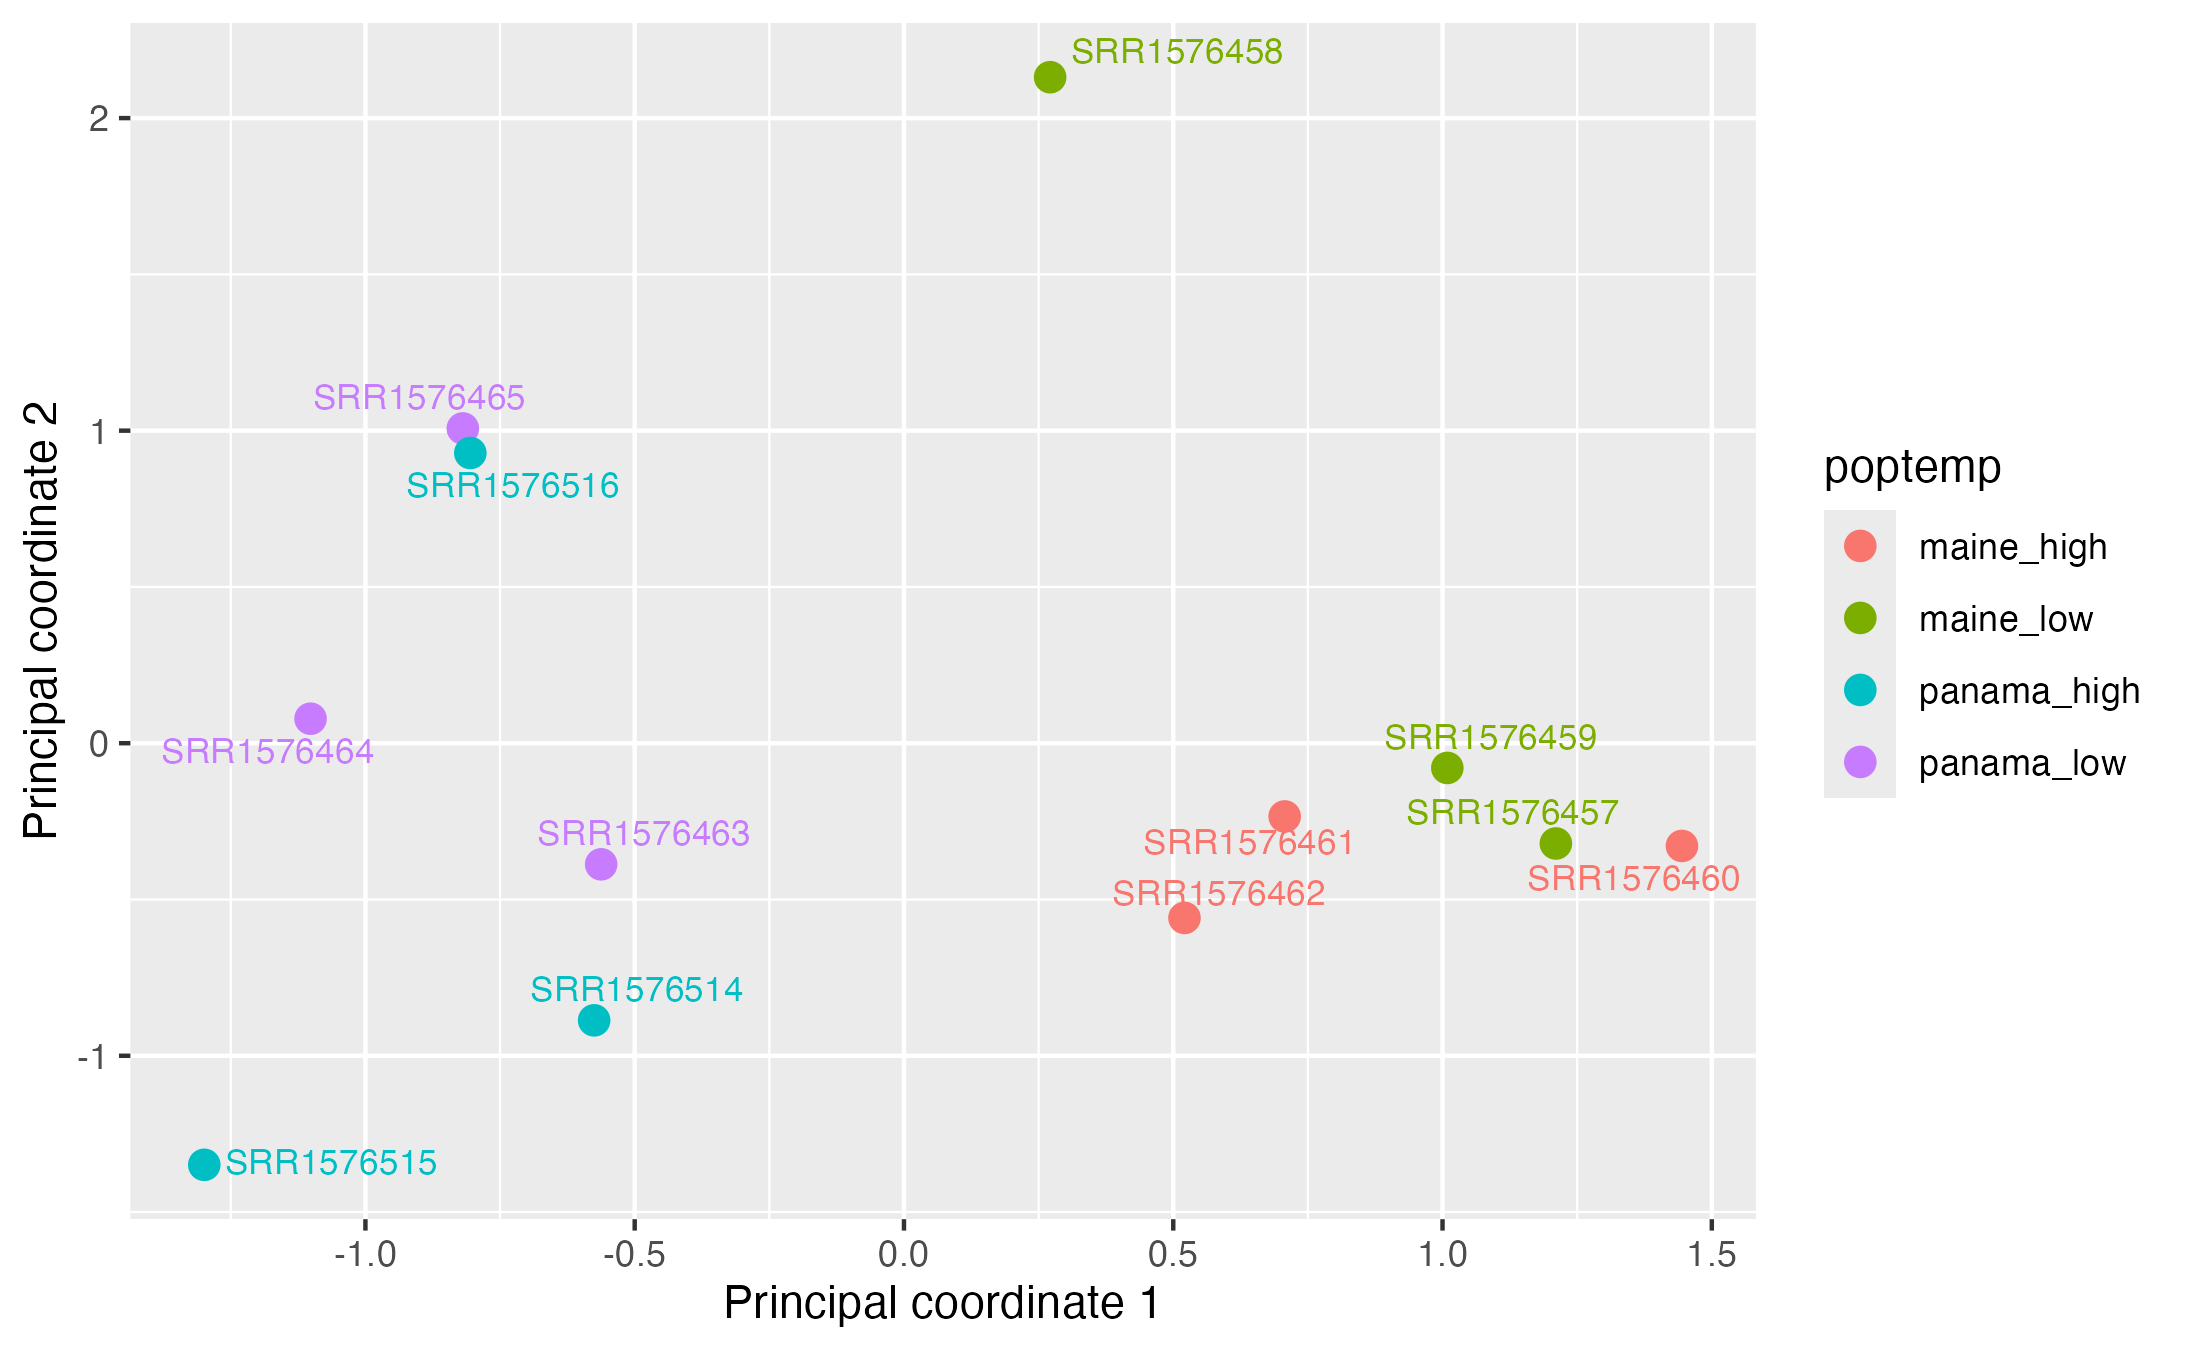 SRR1576458
2
SRR1576465
1
SRR1576516
Principal coordinate 2
poptemp
maine_high
maine_low
panama_high
panama_low
0
SRR1576464
SRR1576459
SRR1576457
SRR1576463
SRR1576461
SRR1576460
SRR1576462
SRR1576514
-1
SRR1576515
-1.0 -0.5 0.0 0.5 1.0 1.5
Principal coordinate 1